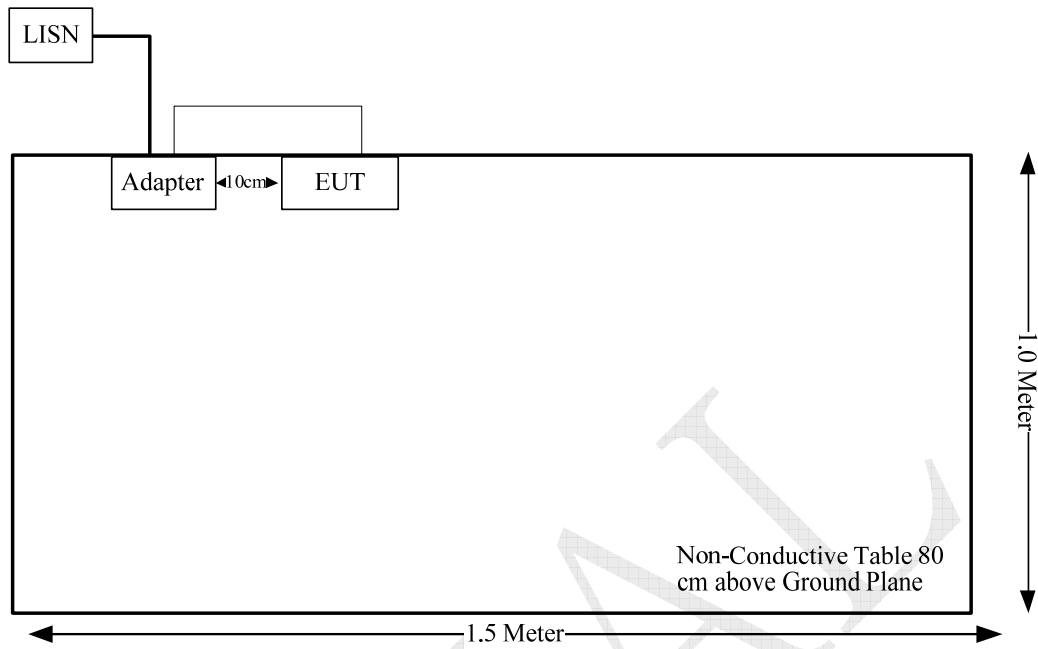 LISN
Adapter
10cm
EUT
1.0 Meter
Non-Conductive Table 80
cm above Ground Plane
1.5 Meter